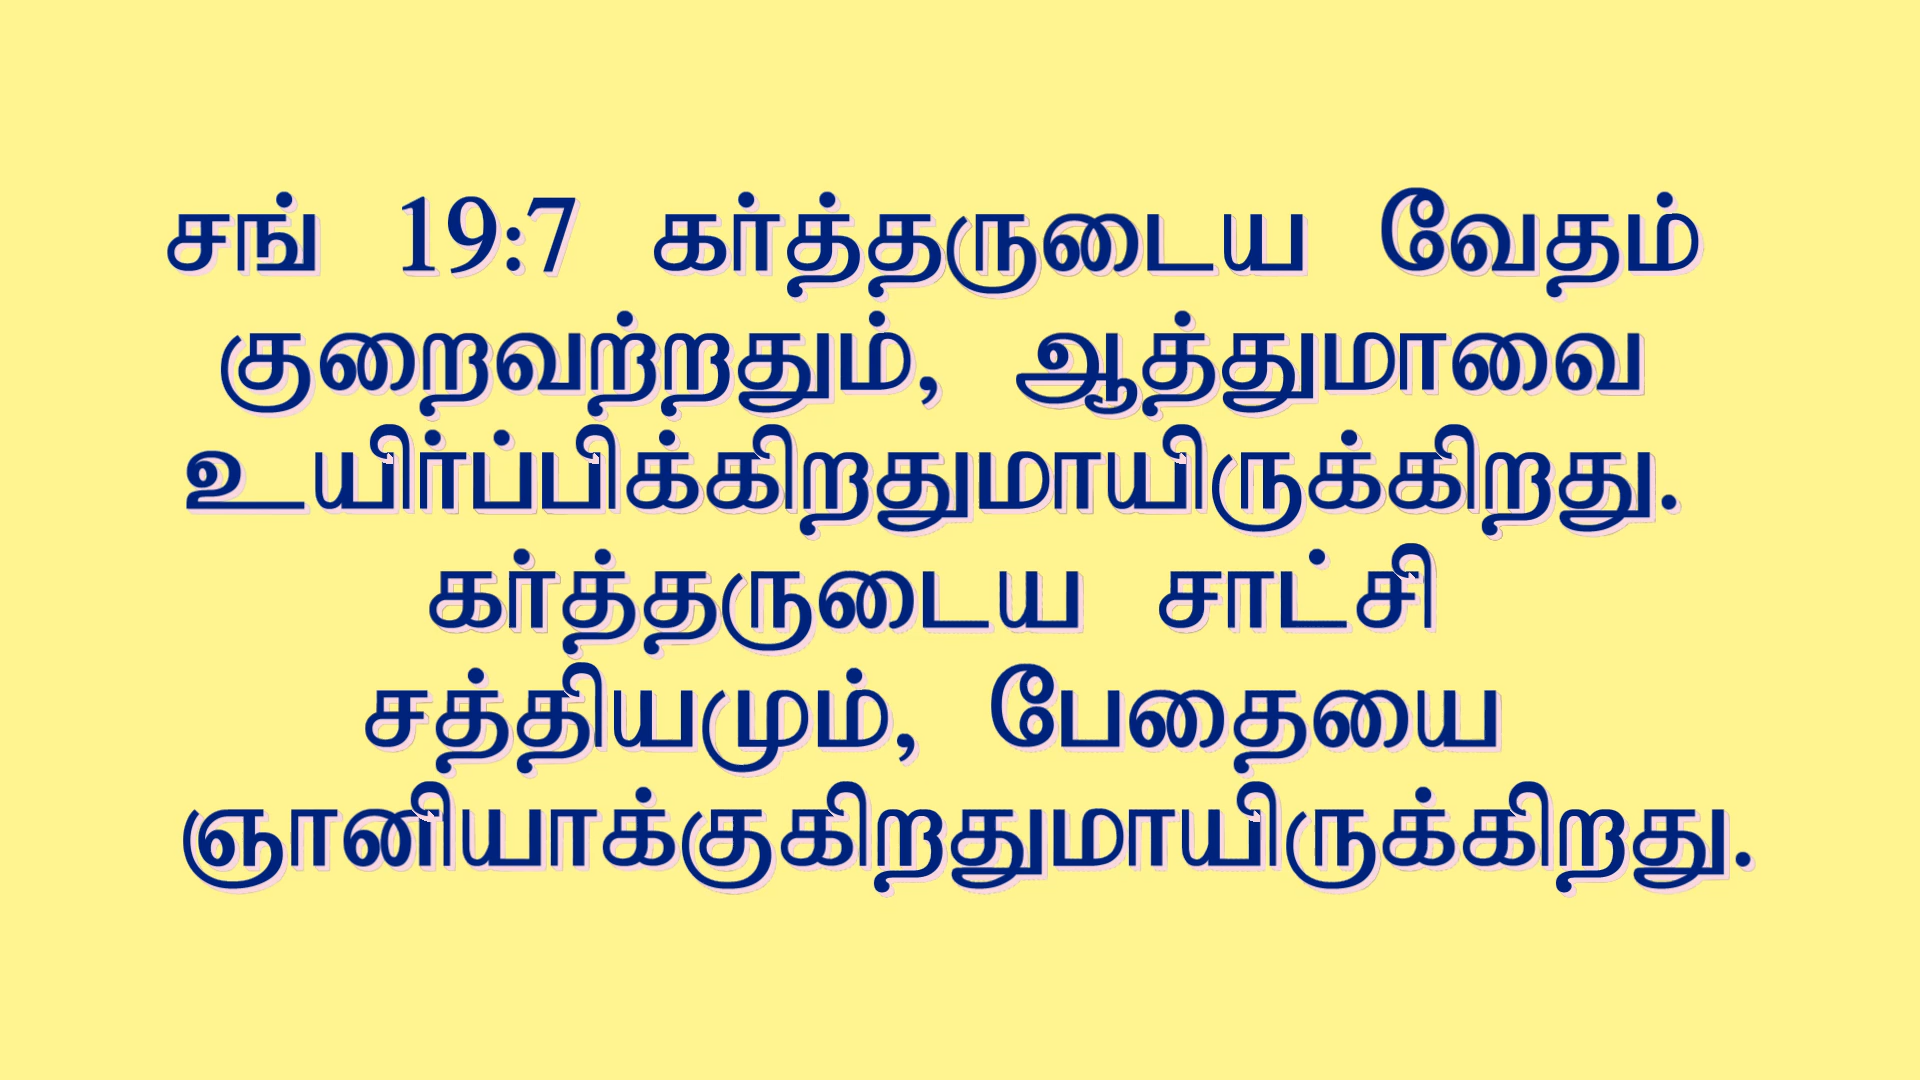 சங் 19:7 கர்த்தருடைய வேதம்
குறைவற்றதும், ஆத்துமாவை
உயிர்ப்பிக்கிறதுமாயிருக்கிறது.
கர்த்தருடைய சாட்சி
சத்தியமும், பேதையை
ஞானியாக்குகிறதுமாயிருக்கிறது.